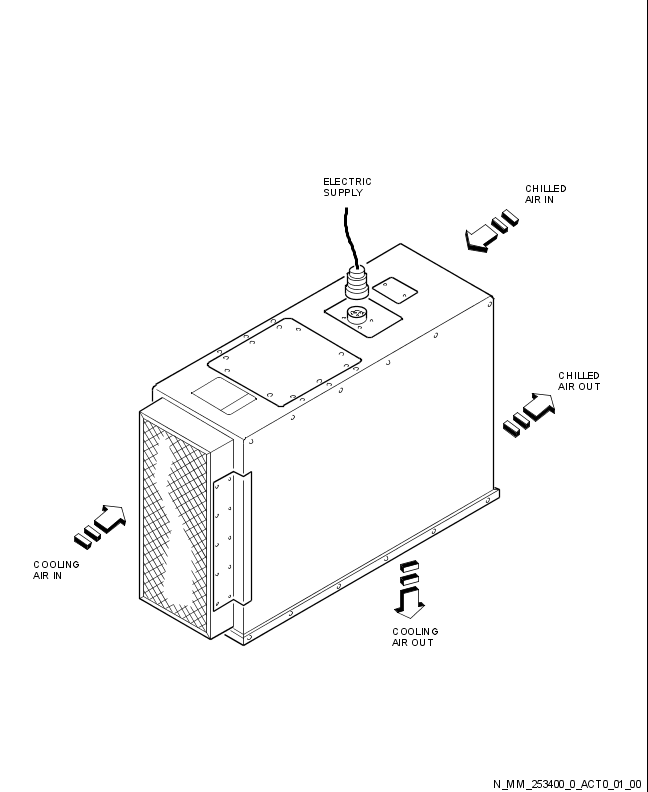 ELECTRIC
SUPPLY
CHILLED
AIR IN
CHILLED
AIR OUT
COOLING
AIR IN
COOLING
AIR OUT
N_MM_253400_0_ACT0_01_00